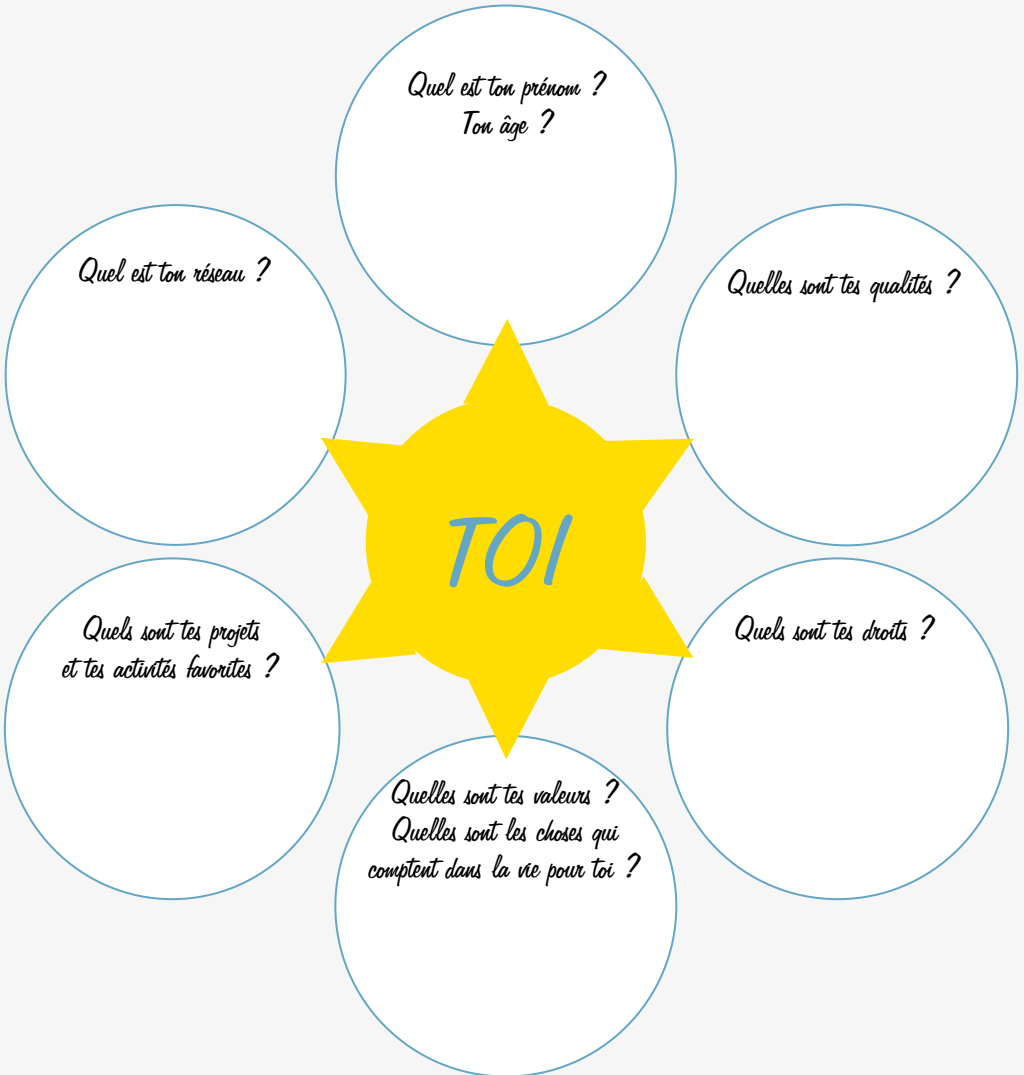 Quel est ton prénom ?
Ton âge ?
Quel est ton réseau ?
Quelles sont tes qualités ?
TOI
Quels sont tes projets
et tes activités favorites ?
Quels sont tes droits ?
Quelles sont tes valeurs ?
Quelles sont les choses qui
comptent dans la vie pour toi ?